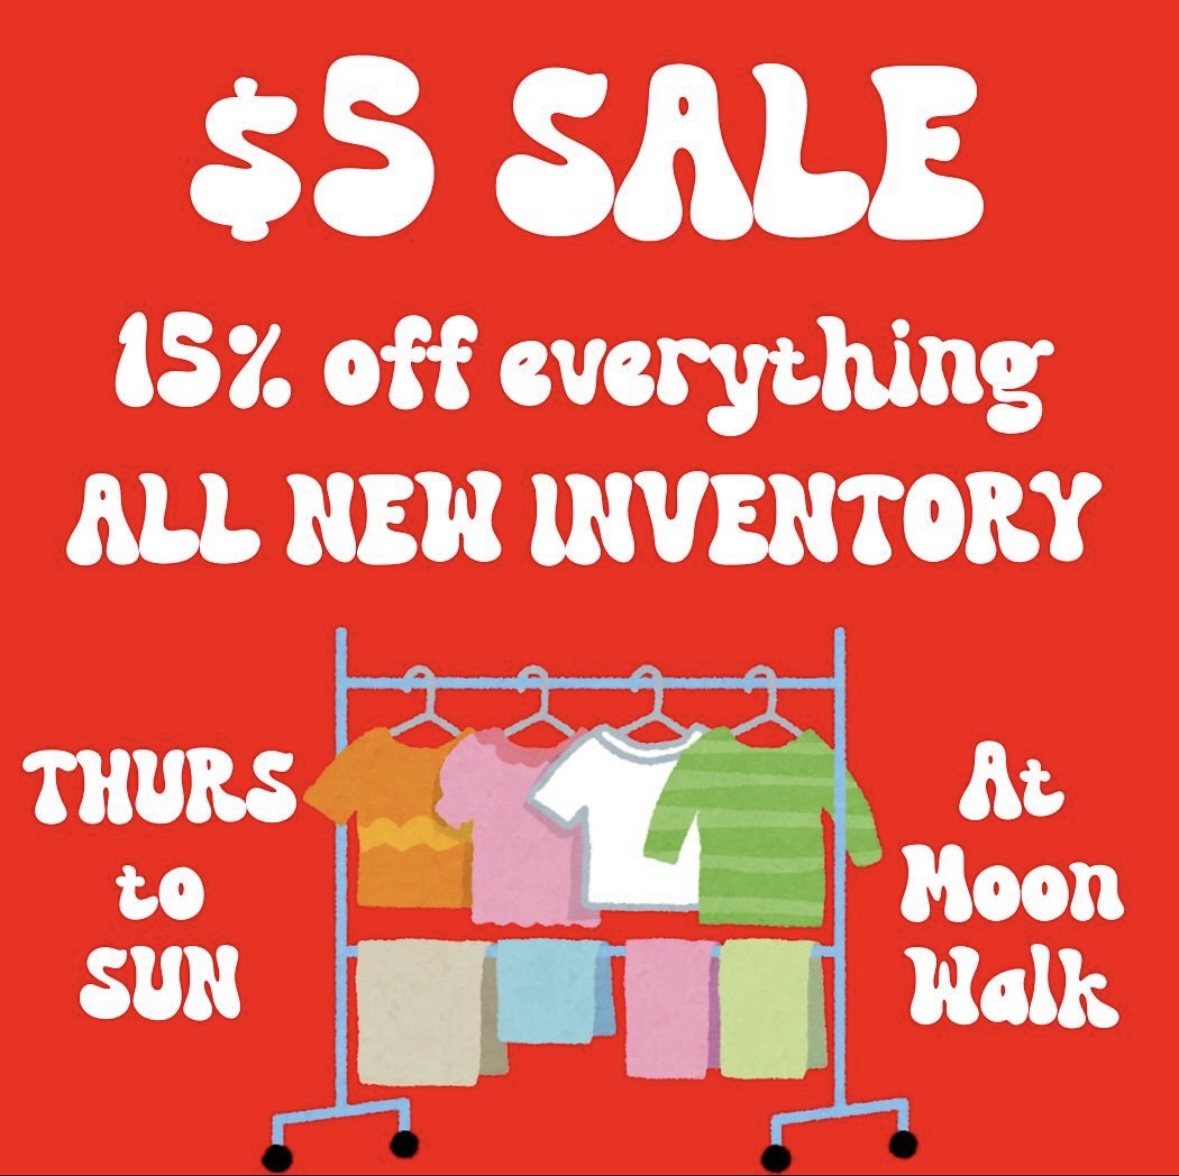 $5 SALE
15% off everything
ALL NEW INVENTORY
THURS
to
SUN
At
Moon
Walk